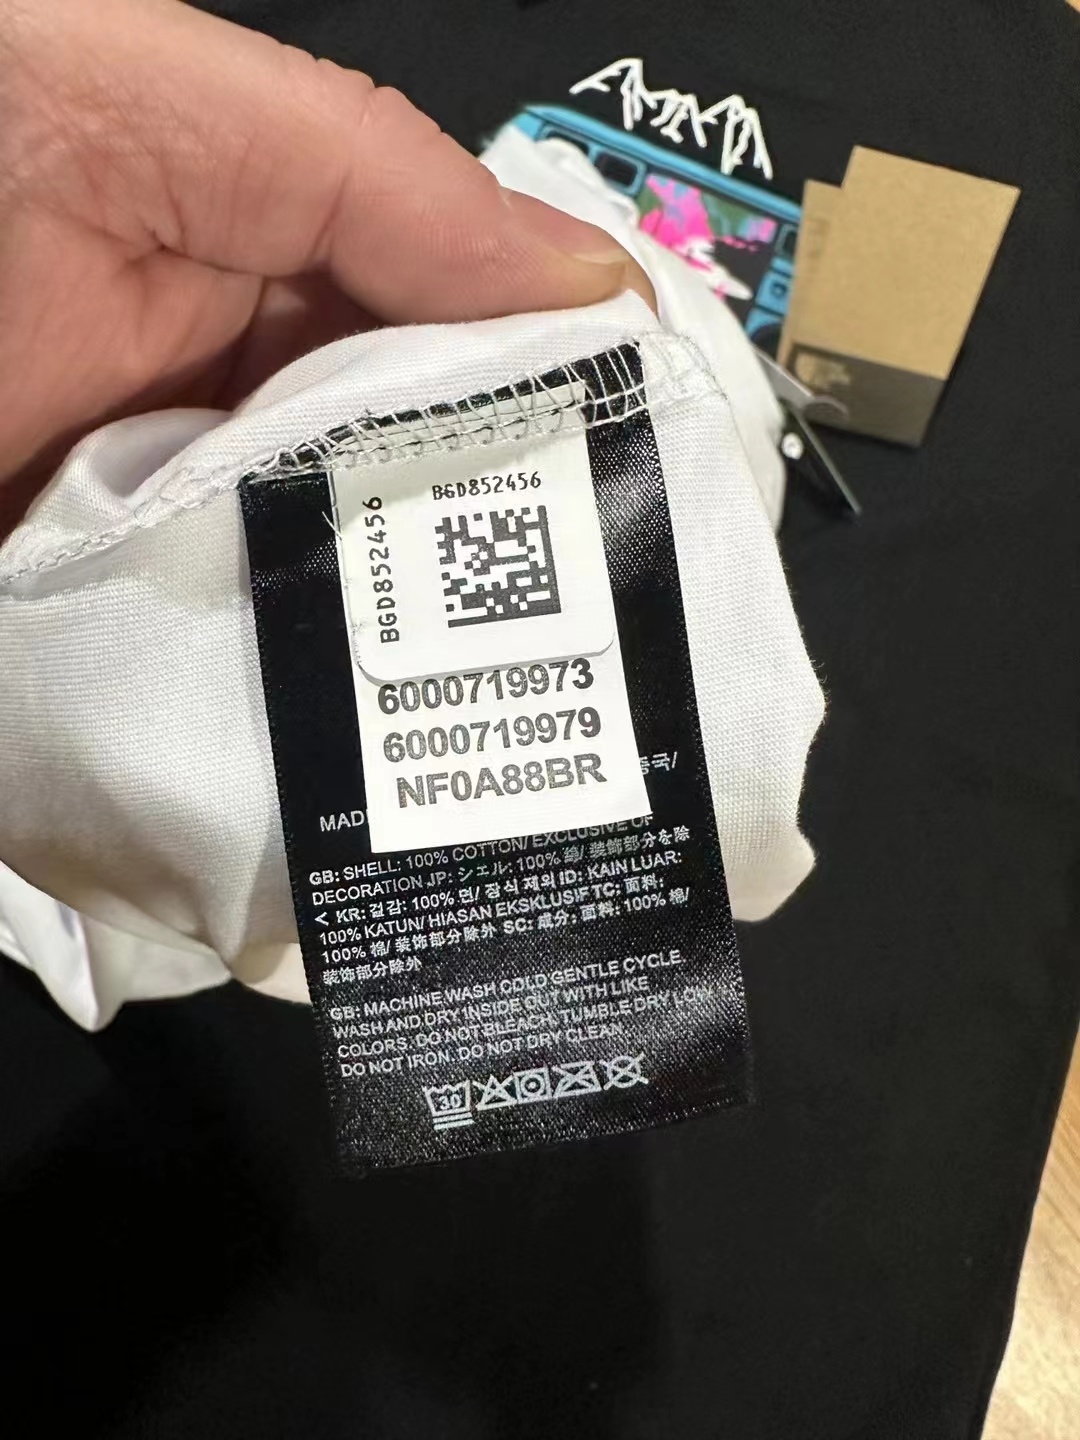 BGD852456
BGD852456
6000719973
6000719979
NF0A88BR
MAD
국/
GB: SHELL: 100% COTTON/ EXCLUSIVE OF
DECORATION JP: シェル: 100% 綿/ 装飾部分を除
< KR: 겉감: 100% 면/ 장식 제외 ID: KAIN LUAR:
100% KATUN/ HIASAN EKSKLUSIF TC: 面料:
100% 棉/ 装饰部分除外 SC: 成分: 面料: 100% 棉/
装饰部分除外
GB: MACHINE WASH COLD GENTLE CYCLE.
WASH AND DRY INSIDE OUT WITH LIKE
COLORS. DO NOT BLEACH. TUMBLE DRY LOW.
DO NOT IRON. DO NOT DRY CLEAN.
30